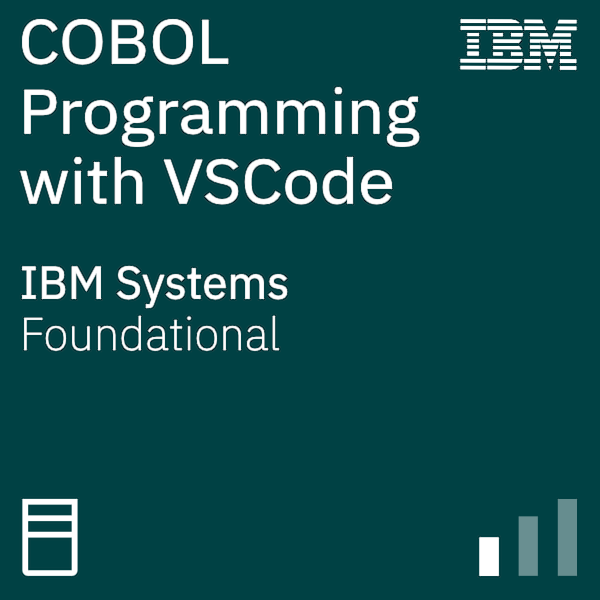 COBOL
IBM
Programming
with VSCode
IBM Systems
Foundational